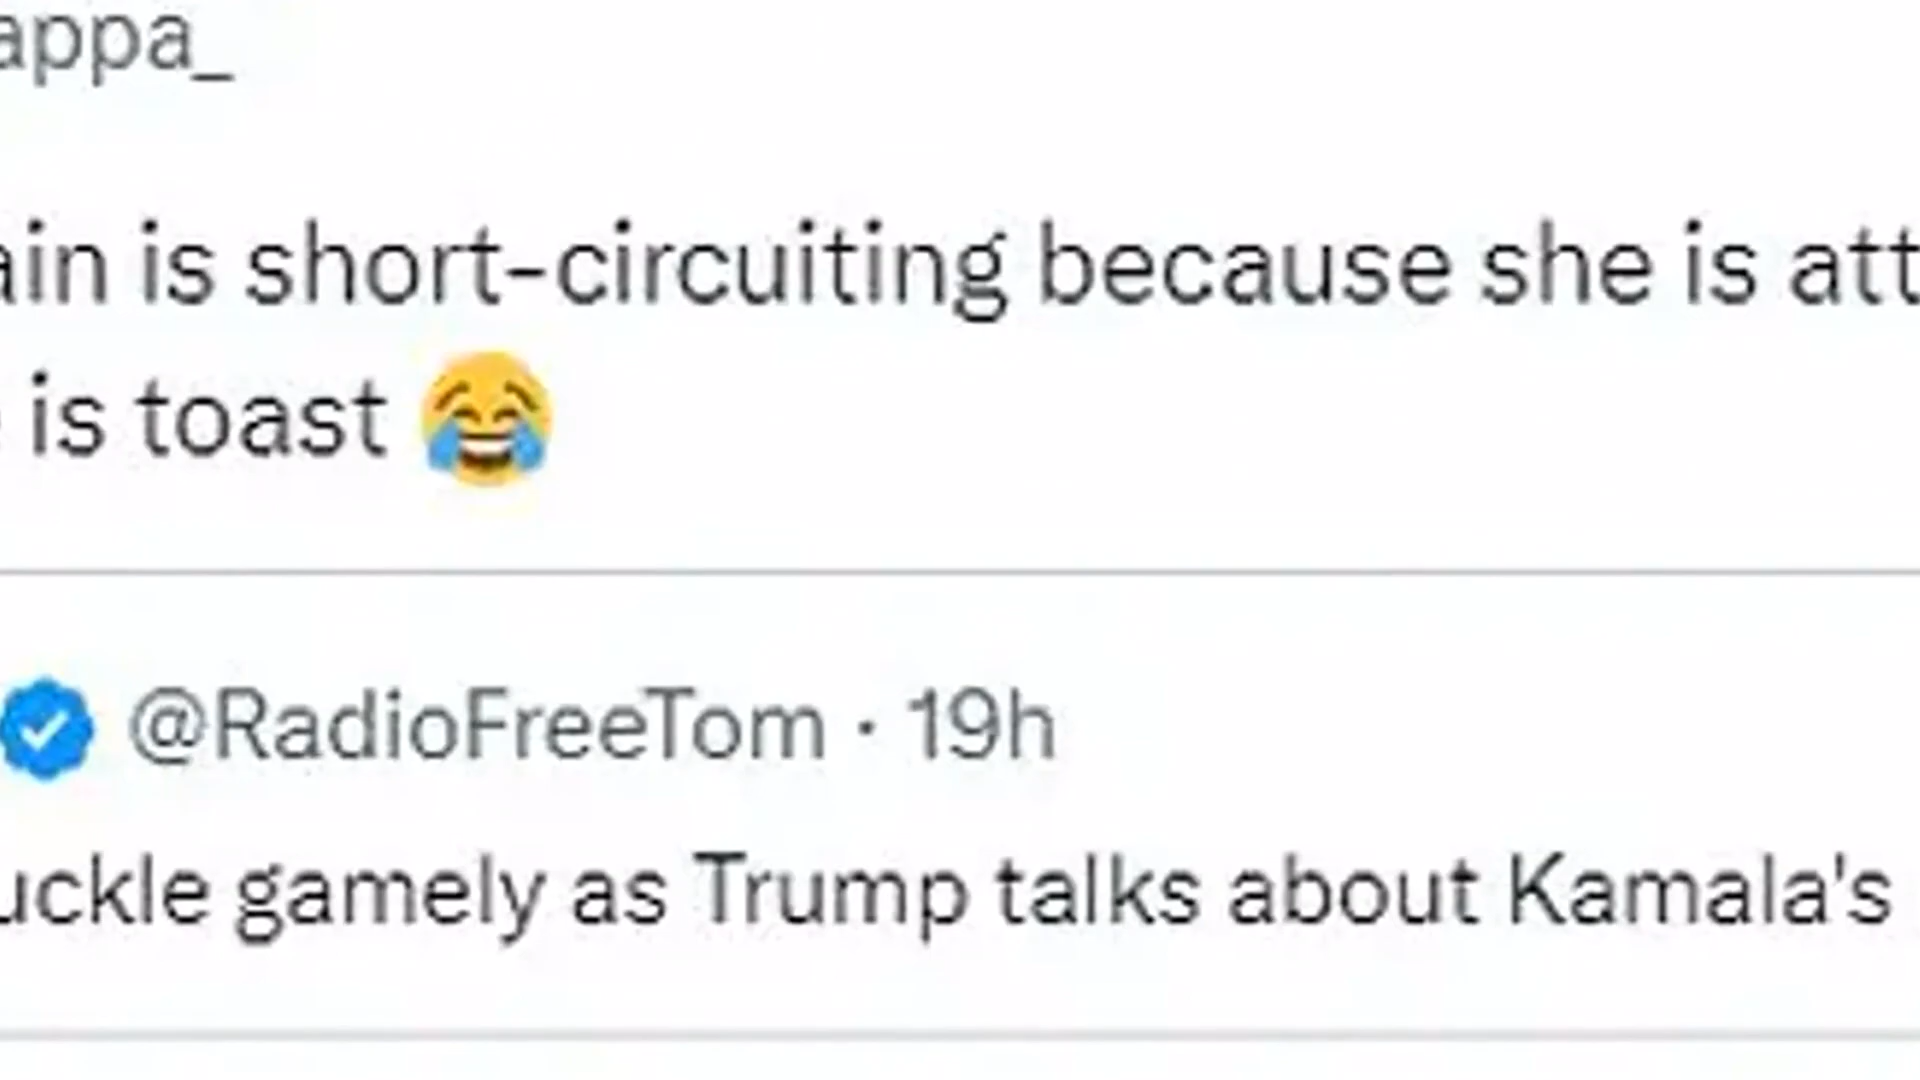 appa_
ain is short-circuiting because she is att
is toast 😂
@RadioFreeTom · 19h
uckle gamely as Trump talks about Kamala's